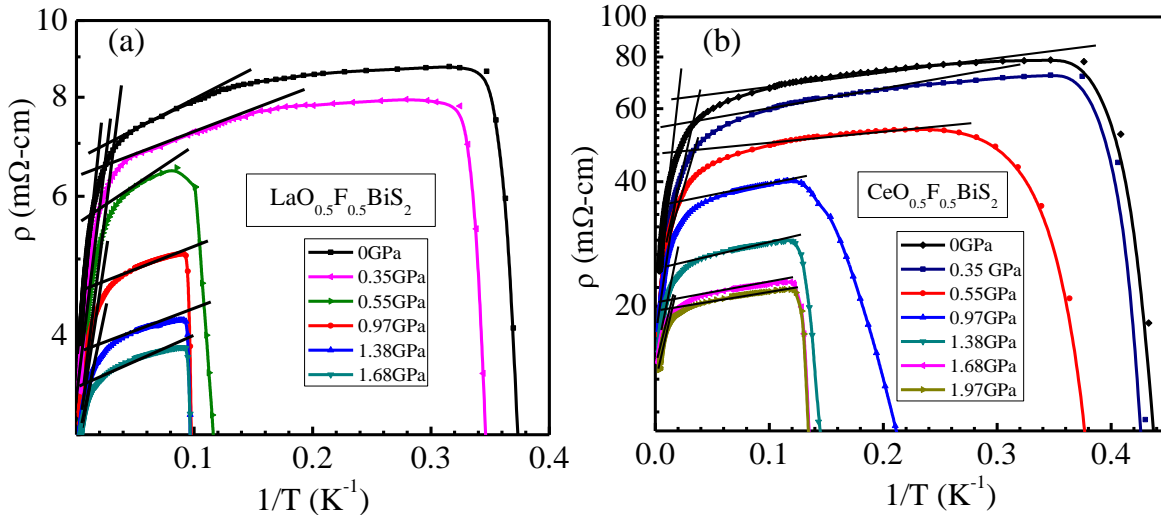 (a)
10
8
6
4
ρ (mΩ-cm)
LaO0.5F0.5BiS2
0GPa
0.35GPa
0.55GPa
0.97GPa
1.38GPa
1.68GPa
0.1 0.2 0.3 0.4
1/T (K-1)
(b)
100
80
60
40
20
ρ (mΩ-cm)
CeO0.5F0.5BiS2
0GPa
0.35 GPa
0.55GPa
0.97GPa
1.38GPa
1.68GPa
1.97GPa
0.0 0.1 0.2 0.3 0.4
1/T (K-1)